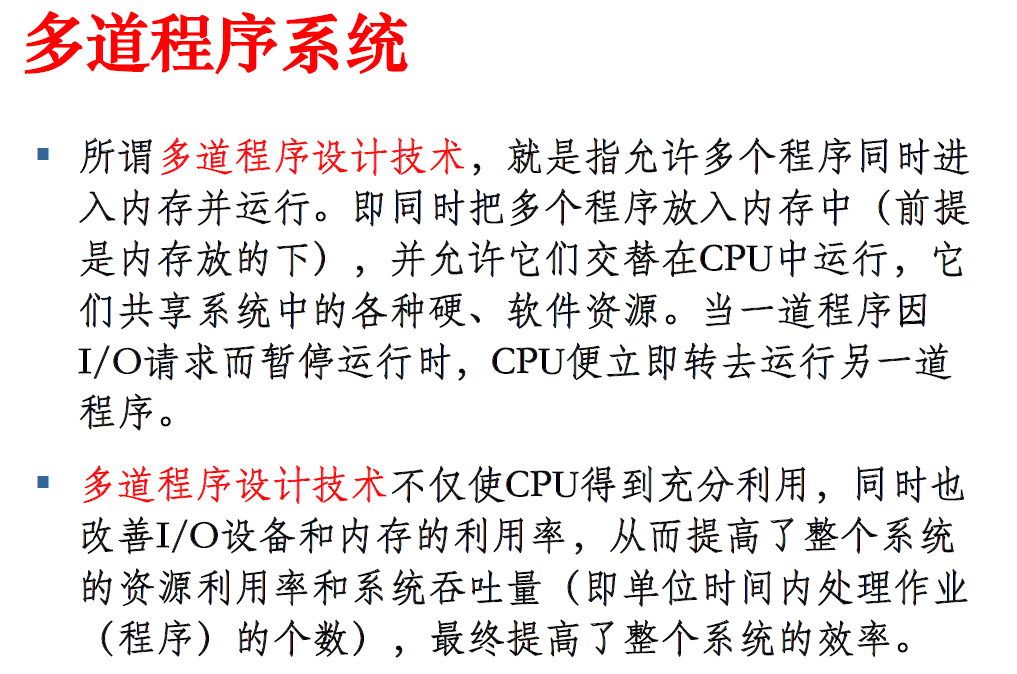 多道程序系统
所谓多道程序设计技术，就是指允许多个程序同时进
入内存并运行。即同时把多个程序放入内存中（前提
是内存放的下），并允许它们交替在CPU中运行，它
们共享系统中的各种硬、软件资源。当一道程序因
I/O请求而暂停运行时，CPU便立即转去运行另一道
程序。
多道程序设计技术不仅使CPU得到充分利用，同时也
改善I/O设备和内存的利用率，从而提高了整个系统
的资源利用率和系统吞吐量（即单位时间内处理作业
（程序）的个数），最终提高了整个系统的效率。